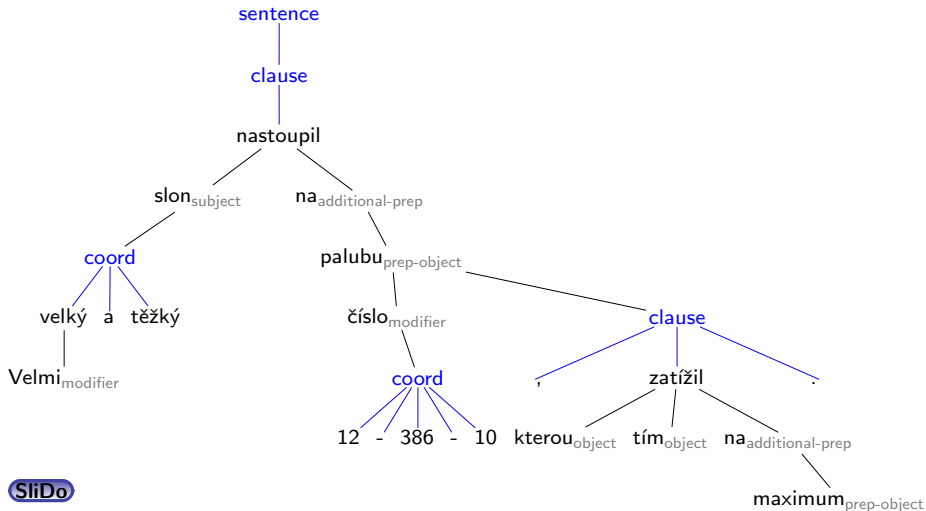 sentence
clause
nastoupil
slon subject na additional-prep
coord palubu prep-object
velký a těžký číslo modifier clause
Velmi modifier coord , zatížil .
12 - 386 - 10 kterou object tím object na additional-prep
SliDo maximum prep-object